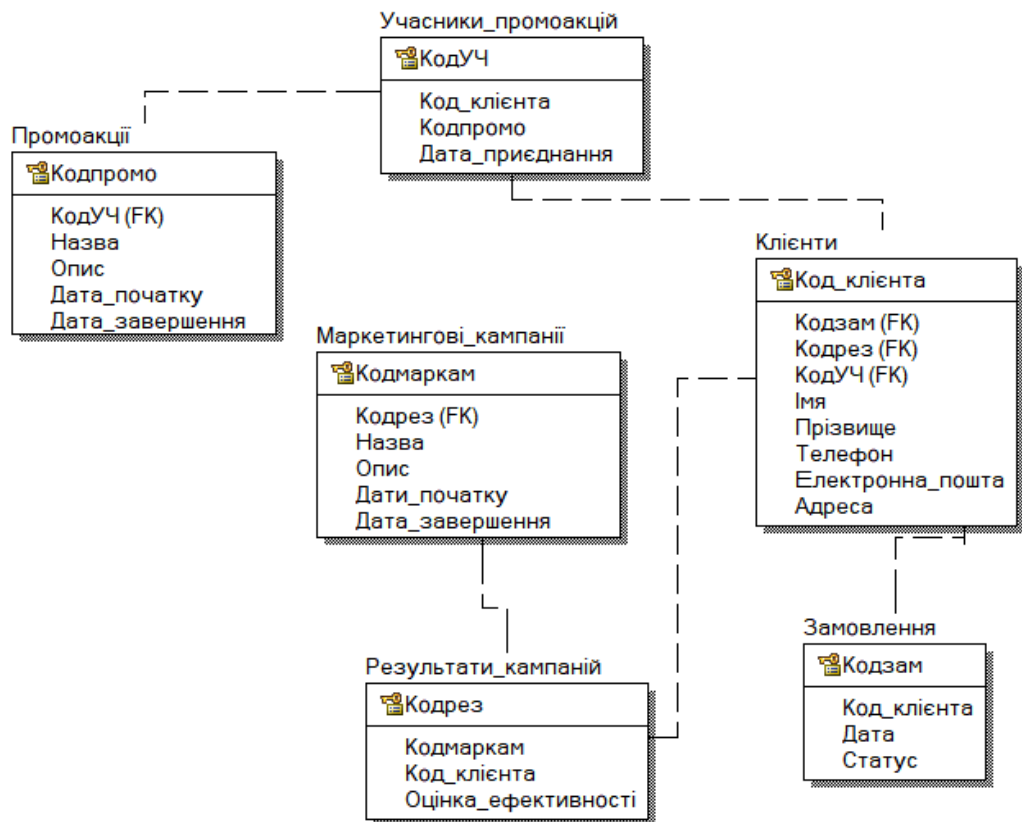 Учасники_промоакцій
КодУЧ
Код_клієнта
Кодпромо
Дата_приєднання
Промоакції
Кодпромо
КодУЧ (FK)
Назва
Опис
Дата_початку
Дата_завершення
Клієнти
Код_клієнта
Кодзам (FK)
Кодрез (FK)
КодУЧ (FK)
Імя
Прізвище
Телефон
Електронна_пошта
Адреса
Маркетингові_кампанії
Кодмаркам
Кодрез (FK)
Назва
Опис
Дати_початку
Дата_завершення
Замовлення
Кодзам
Код_клієнта
Дата
Статус
Результати_кампаній
Кодрез
Кодмаркам
Код_клієнта
Оцінка_ефективності